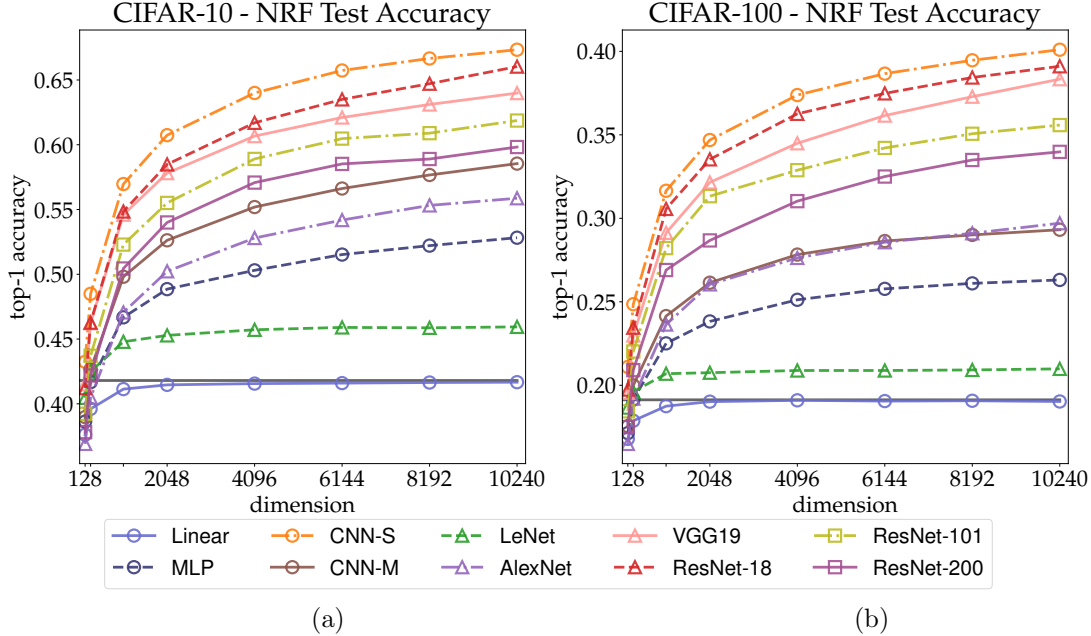 CIFAR-10 - NRF Test Accuracy
top-1 accuracy
0.65
0.60
0.55
0.50
0.45
0.40
128 2048 4096 6144 8192 10240
dimension
CIFAR-100 - NRF Test Accuracy
top-1 accuracy
0.40
0.35
0.30
0.25
0.20
128 2048 4096 6144 8192 10240
dimension
Linear CNN-S LeNet VGG19 ResNet-101
MLP CNN-M AlexNet ResNet-18 ResNet-200
(a) (b)